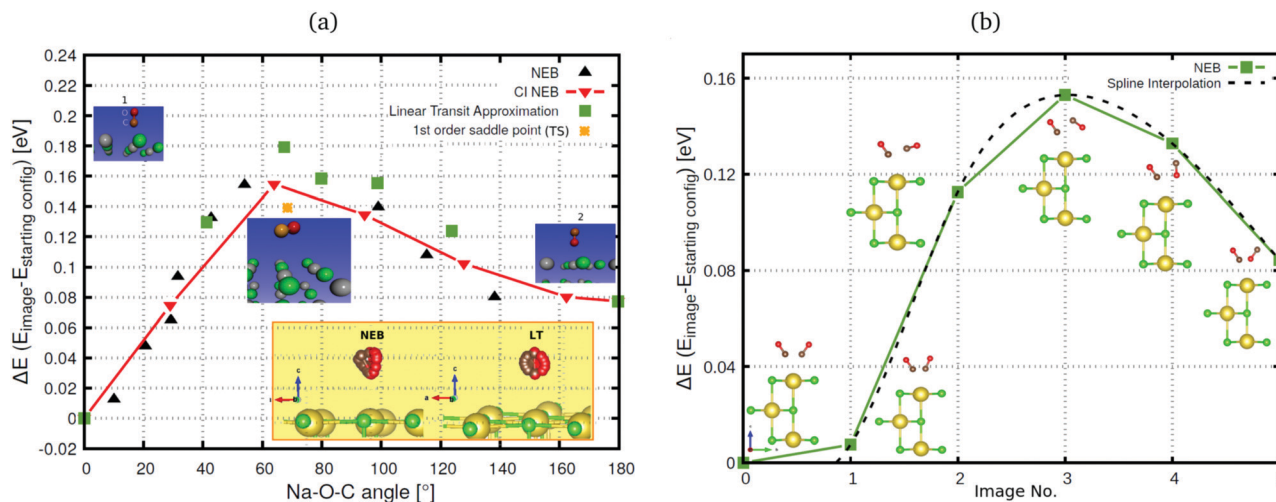 (a)
ΔE (E_image-E_starting config) [eV]
0.24
0.22
0.2
0.18
0.16
0.14
0.12
0.1
0.08
0.06
0.04
0.02
0
-0.02
0 20 40 60 80 100 120 140 160 180
Na-O-C angle [°]
NEB
CI NEB
Linear Transit Approximation
1st order saddle point (TS)
1
2
NEB
LT
c
c
a
(b)
ΔE (E_image-E_starting config) [eV]
0.16
0.12
0.08
0.04
0
0 1 2 3 4 5
Image No.
NEB
Spline Interpolation